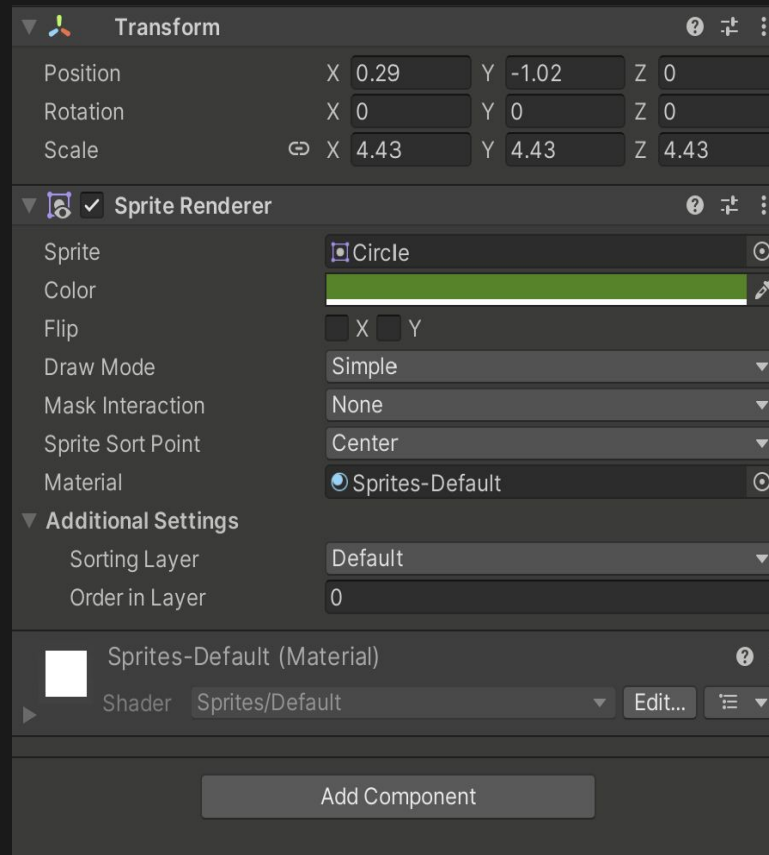 Transform
Position X 0.29 Y -1.02 Z 0
Rotation X 0 Y 0 Z 0
Scale X 4.43 Y 4.43 Z 4.43
Sprite Renderer
Sprite Circle
Color
Flip X Y
Draw Mode Simple
Mask Interaction None
Sprite Sort Point Center
Material Sprites-Default
Additional Settings
Sorting Layer Default
Order in Layer 0
Sprites-Default (Material)
Shader Sprites/Default Edit...
Add Component